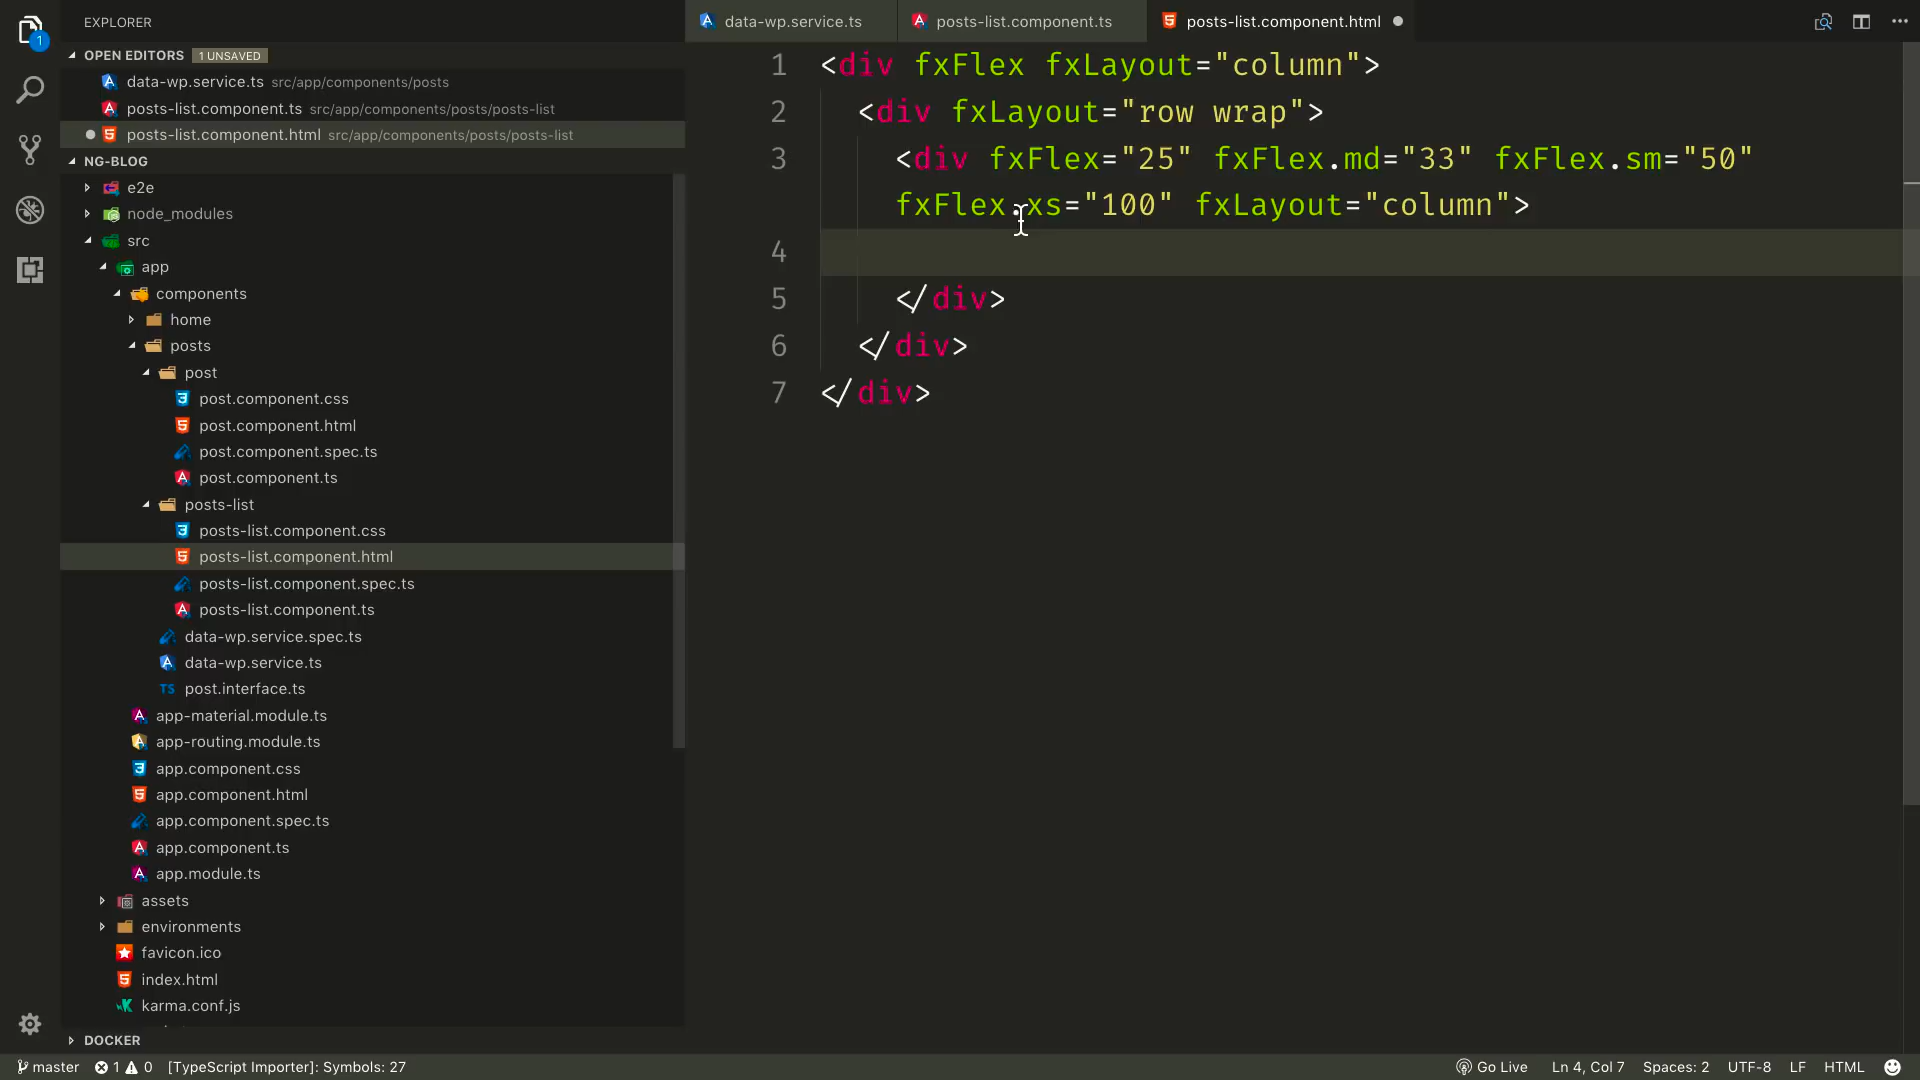 EXPLORER
OPEN EDITORS 1 UNSAVED
data-wp.service.ts src/app/components/posts
posts-list.component.ts src/app/components/posts/posts-list
posts-list.component.html src/app/components/posts/posts-list
NG-BLOG
e2e
node_modules
src
app
components
home
posts
post
post.component.css
post.component.html
post.component.spec.ts
post.component.ts
posts-list
posts-list.component.css
posts-list.component.html
posts-list.component.spec.ts
posts-list.component.ts
data-wp.service.spec.ts
data-wp.service.ts
TS post.interface.ts
app-material.module.ts
app-routing.module.ts
app.component.css
app.component.html
app.component.spec.ts
app.component.ts
app.module.ts
assets
environments
favicon.ico
index.html
karma.conf.js
DOCKER
data-wp.service.ts posts-list.component.ts posts-list.component.html
1 <div fxFlex fxLayout="column">
2 <div fxLayout="row wrap">
3 <div fxFlex="25" fxFlex.md="33" fxFlex.sm="50"
fxFlex.xs="100" fxLayout="column">
4
5 </div>
6 </div>
7 </div>
master 1 0 [TypeScript Importer]: Symbols: 27 Go Live Ln 4, Col 7 Spaces: 2 UTF-8 LF HTML